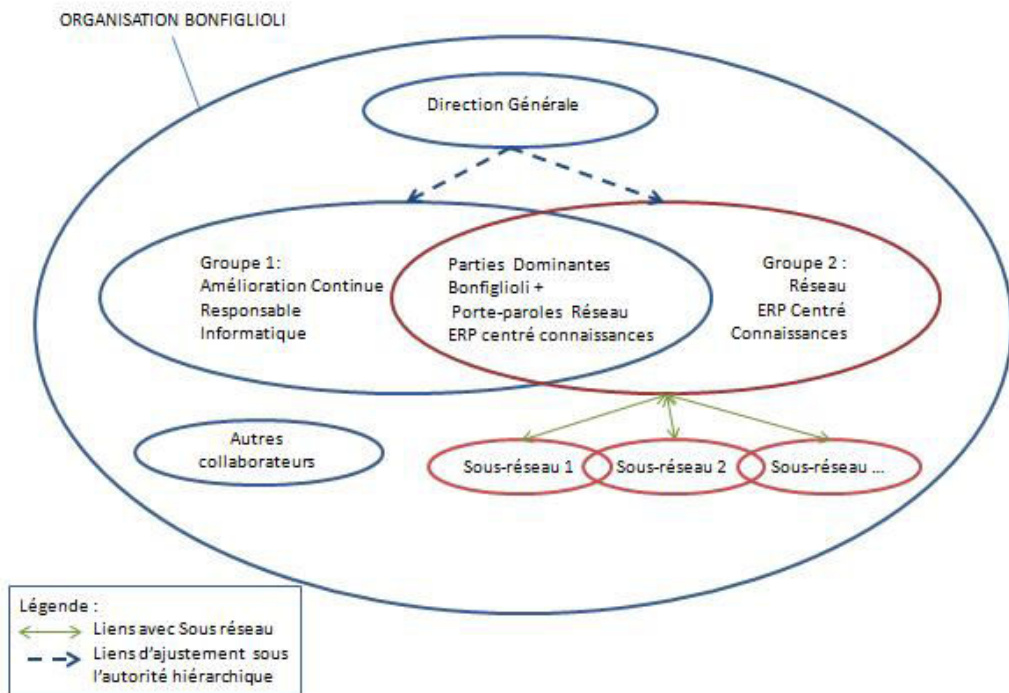 ORGANISATION BONFIGLIOLI
Direction Générale
Groupe 1:
Amélioration Continue
Responsable
Informatique
Parties Dominantes
Bonfiglioli +
Porte-paroles Réseau
ERP centré connaissances
Groupe 2 :
Réseau
ERP Centré
Connaissances
Autres
collaborateurs
Sous-réseau 1
Sous-réseau 2
Sous-réseau ...
Légende :
Liens avec Sous réseau
Liens d'ajustement sous
l'autorité hiérarchique